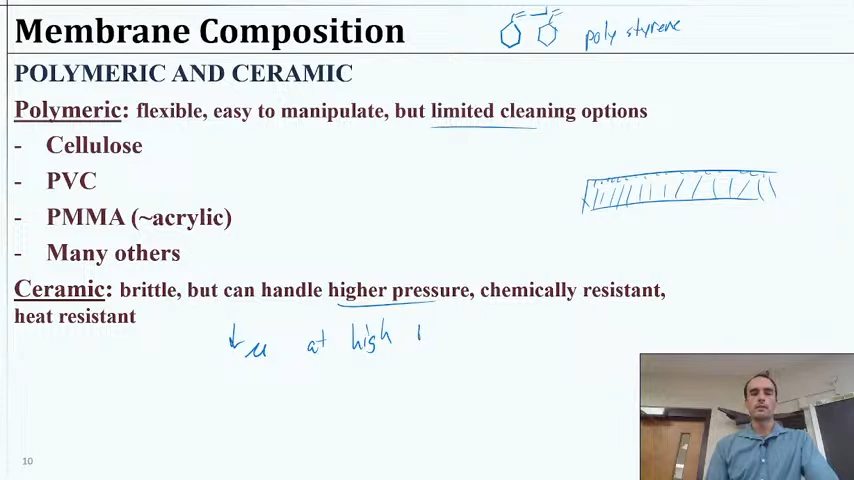 Membrane Composition
poly styrene
POLYMERIC AND CERAMIC
Polymeric: flexible, easy to manipulate, but limited cleaning options
- Cellulose
- PVC
- PMMA (~acrylic)
- Many others
Ceramic: brittle, but can handle higher pressure, chemically resistant,
heat resistant
↓ μ at high
10